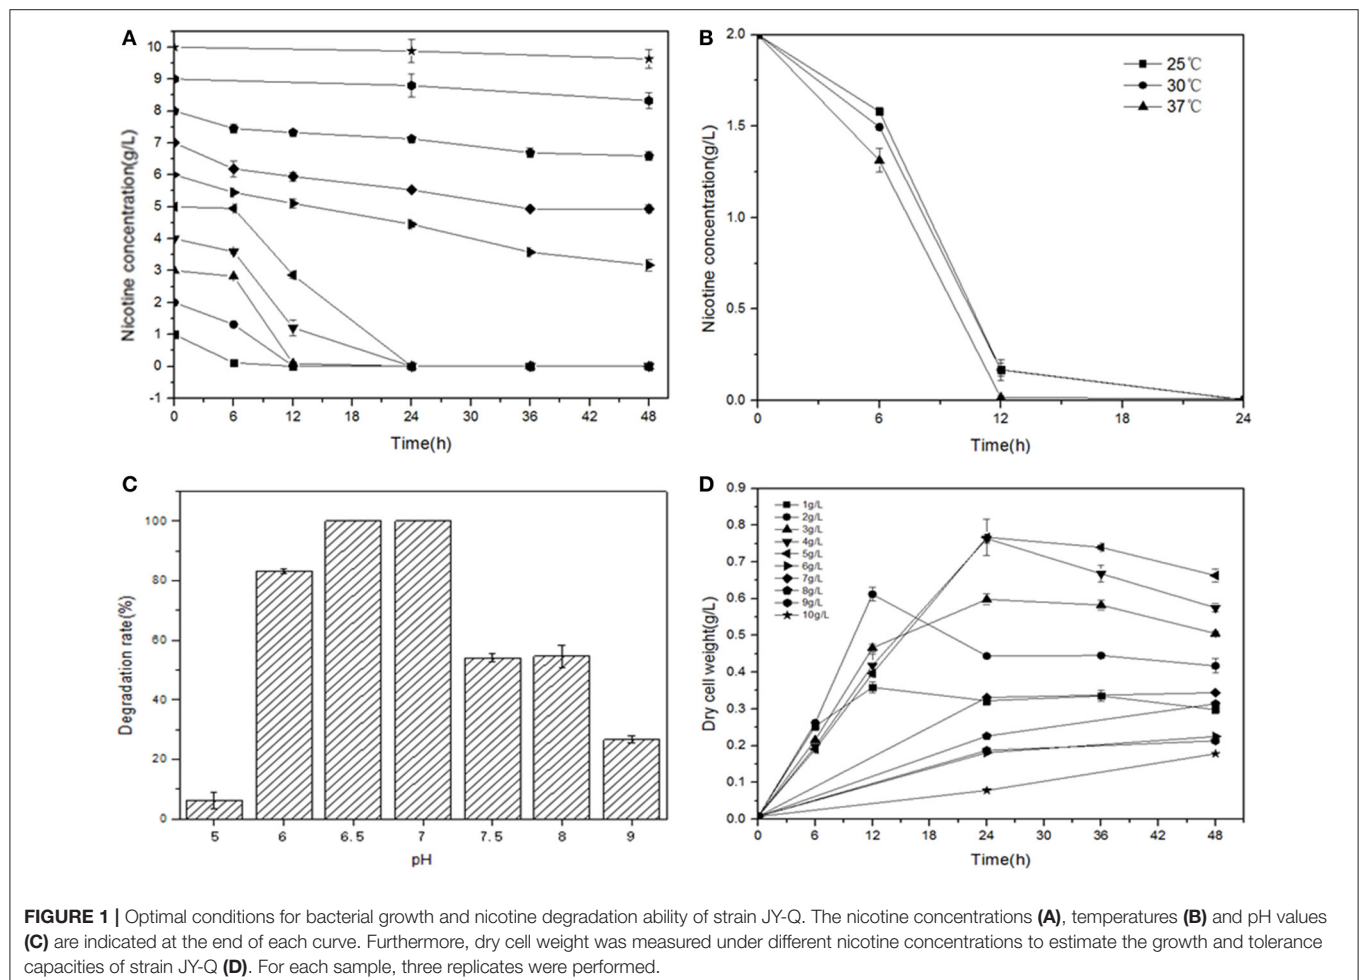 A
10
9
8
7
6
5
4
3
2
1
0
-1
Nicotine concentration(g/L)
0 6 12 18 24 30 36 42 48
Time(h)
B
2.0
1.5
1.0
0.5
0.0
Nicotine concentration(g/L)
25℃
30℃
37℃
0 6 12 18 24
Time(h)
C
100
80
60
40
20
0
Degradation rate(%)
5 6 6.5 7 7.5 8 9
pH
D
0.9
0.8
0.7
0.6
0.5
0.4
0.3
0.2
0.1
0.0
Dry cell weight(g/L)
1g/L
2g/L
3g/L
4g/L
5g/L
6g/L
7g/L
8g/L
9g/L
10g/L
0 6 12 18 24 30 36 42 48
Time(h)
FIGURE 1 | Optimal conditions for bacterial growth and nicotine degradation ability of strain JY-Q. The nicotine concentrations (A), temperatures (B) and pH values
(C) are indicated at the end of each curve. Furthermore, dry cell weight was measured under different nicotine concentrations to estimate the growth and tolerance
capacities of strain JY-Q (D). For each sample, three replicates were performed.